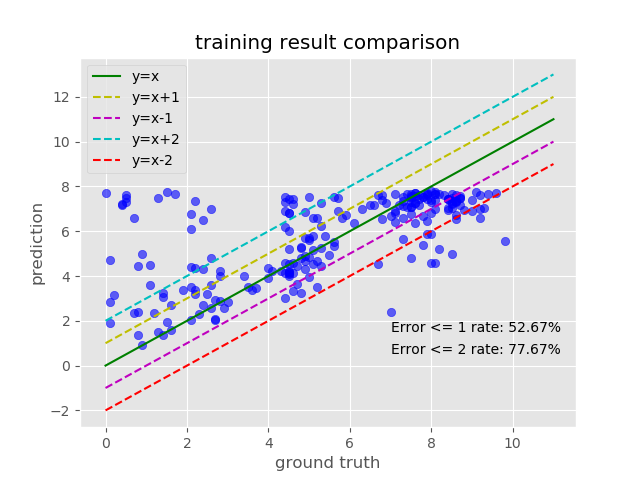 training result comparison
y=x
y=x+1
y=x-1
y=x+2
y=x-2
12
10
8
6
4
2
0
−2
prediction
Error <= 1 rate: 52.67%
Error <= 2 rate: 77.67%
0 2 4 6 8 10
ground truth